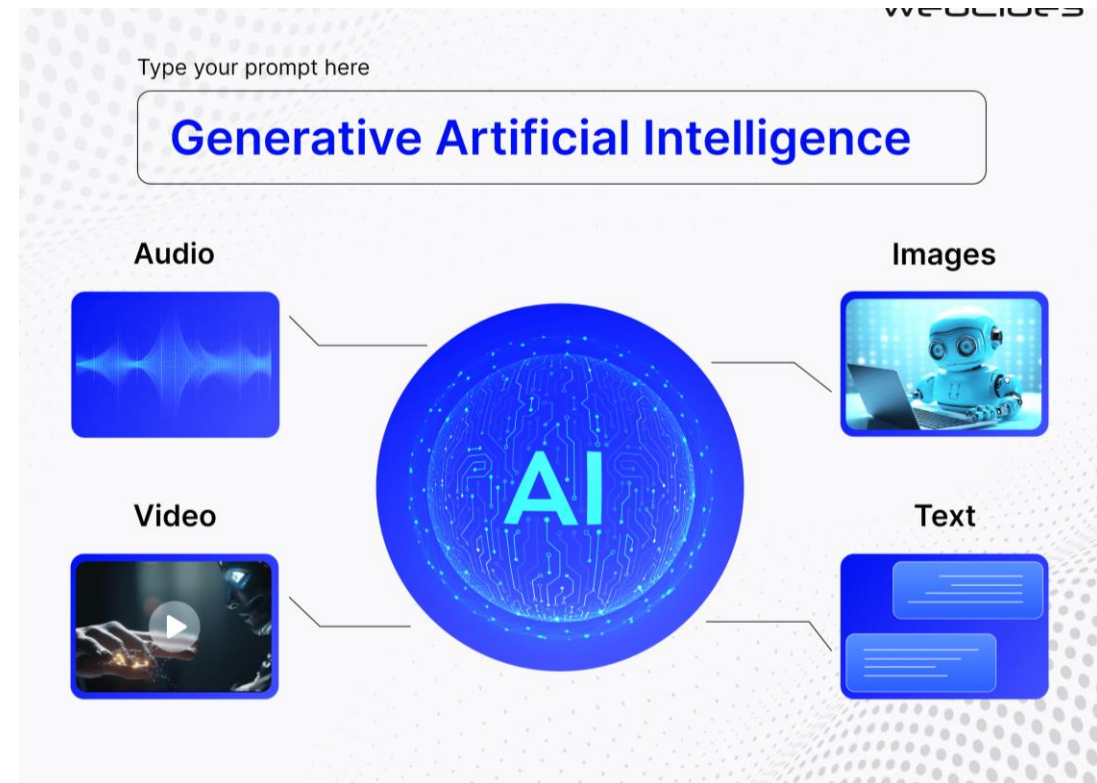 Type your prompt here
Generative Artificial Intelligence
Audio
Images
AI
Video
Text